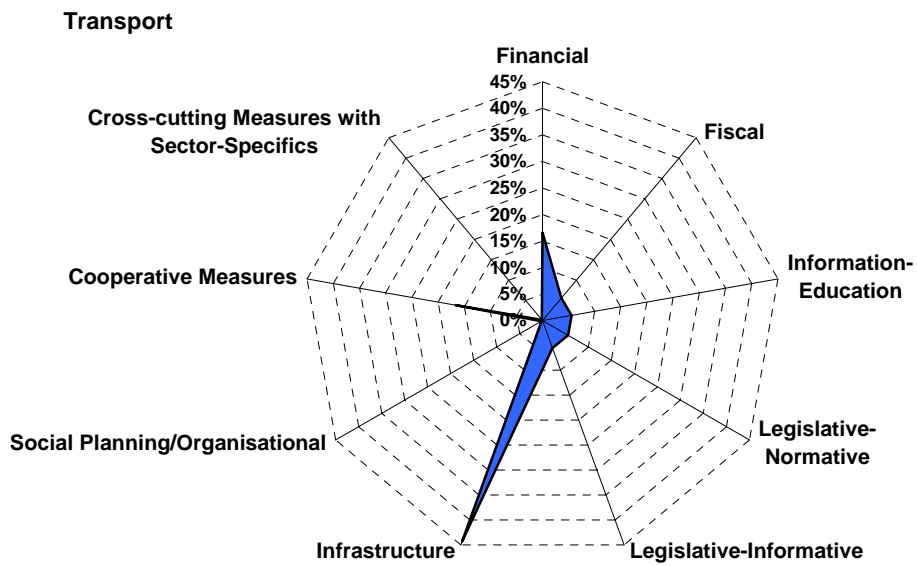 Transport
Financial
45%
40%
35%
30%
25%
20%
15%
10%
5%
0%
Fiscal
Information-
Education
Legislative-
Normative
Legislative-Informative
Infrastructure
Social Planning/Organisational
Cooperative Measures
Cross-cutting Measures with
Sector-Specifics